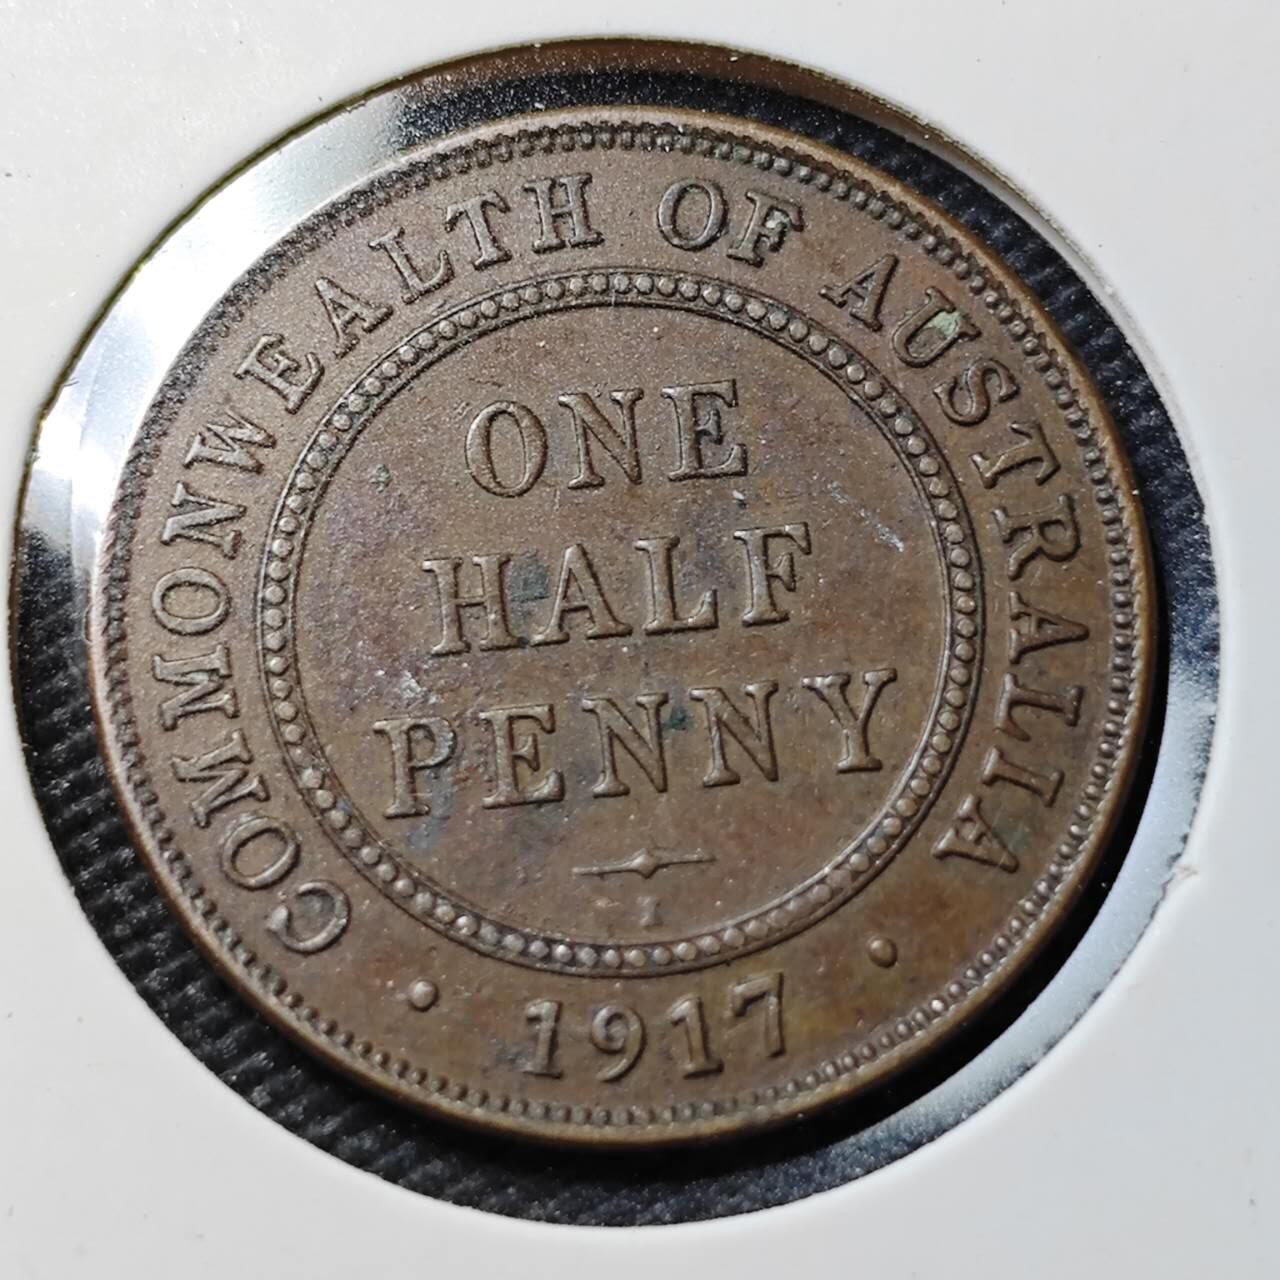 COMMONWEALTH OF AUSTRALIA
ONE
HALF
PENNY
I
· 1917 ·